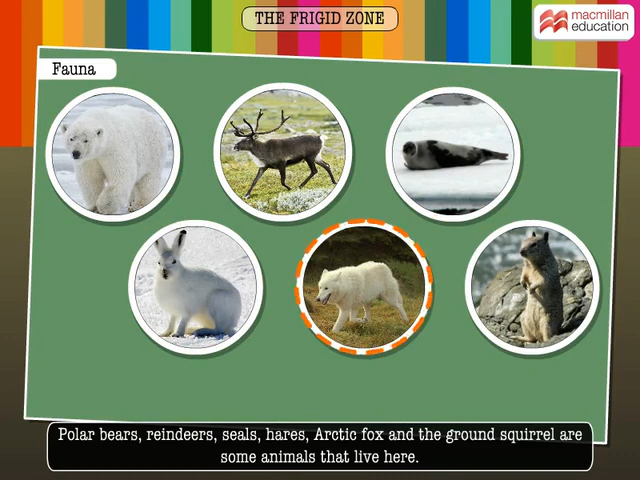 THE FRIGID ZONE
macmillan
education
Fauna
Polar bears, reindeers, seals, hares, Arctic fox and the ground squirrel are
some animals that live here.